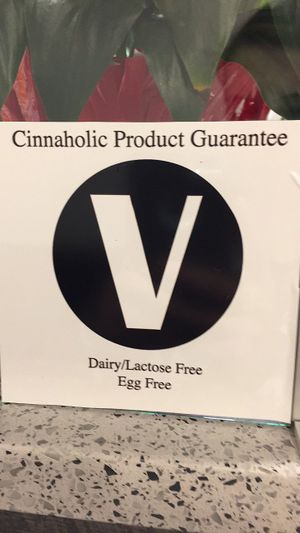 Cinnaholic Product Guarantee
V
Dairy/Lactose Free
Egg Free